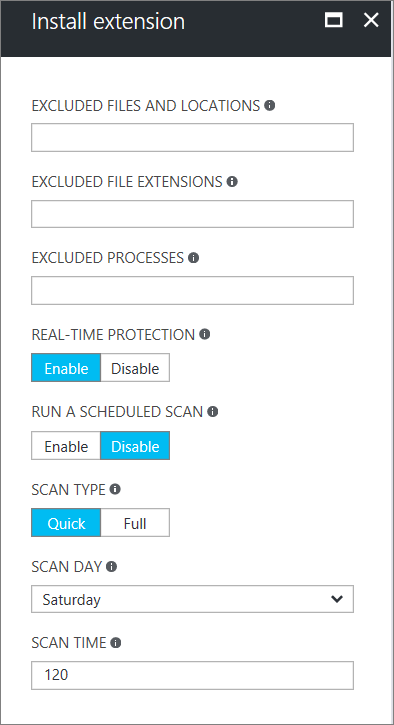 Install extension
EXCLUDED FILES AND LOCATIONS
EXCLUDED FILE EXTENSIONS
EXCLUDED PROCESSES
REAL-TIME PROTECTION
Enable Disable
RUN A SCHEDULED SCAN
Enable Disable
SCAN TYPE
Quick Full
SCAN DAY
Saturday
SCAN TIME
120